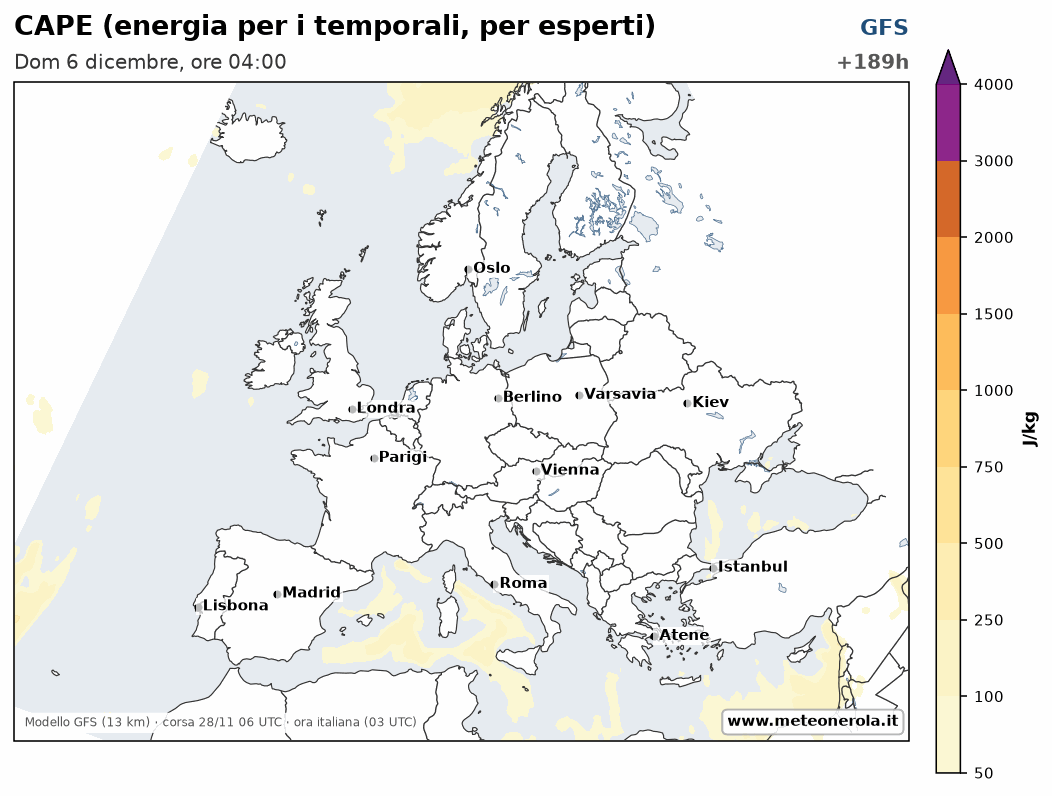 CAPE (energia per i temporali, per esperti)
GFS
Dom 6 dicembre, ore 04:00
+189h
4000
3000
2000
1500
1000
750
500
250
100
50
J/kg
Oslo
Berlino
Varsavia
Kiev
Londra
Parigi
Vienna
Istanbul
Roma
Madrid
Lisbona
Atene
Modello GFS (13 km) · corsa 28/11 06 UTC · ora italiana (03 UTC)
www.meteonerola.it